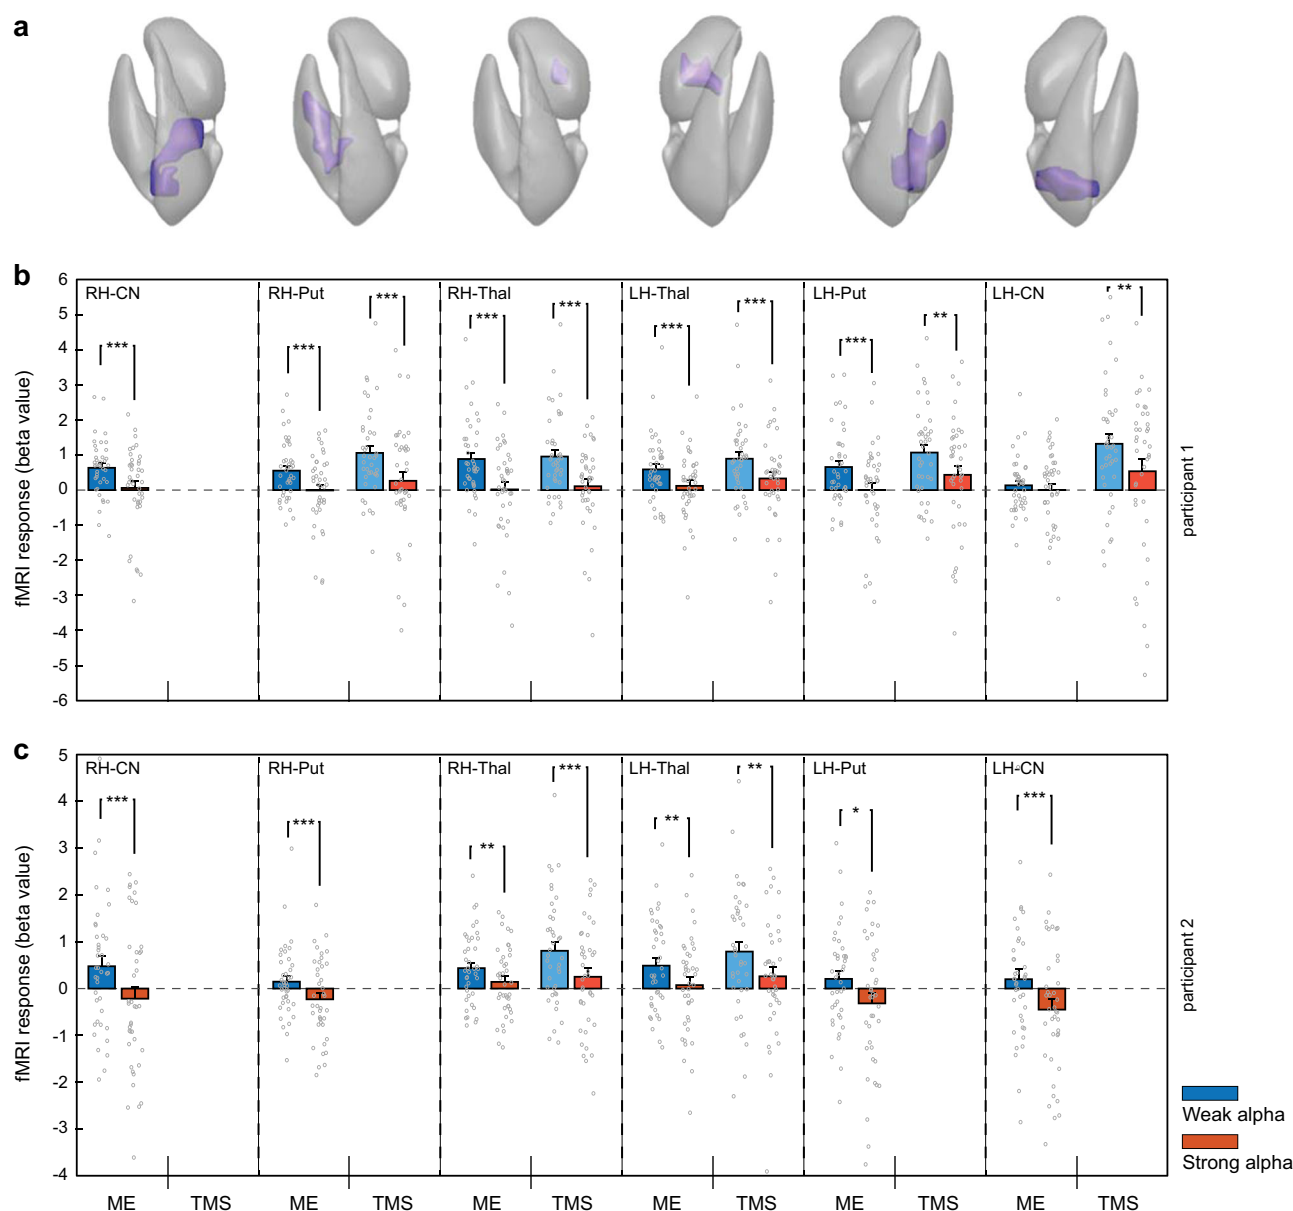 a
b
RH-CN RH-Put RH-Thal LH-Thal LH-Put LH-CN
*** *** *** *** *** *** *** *** ** **
6
5
4
3
2
1
0
-1
-2
-3
-4
-5
-6
fMRI response (beta value)
participant 1
c
RH-CN RH-Put RH-Thal LH-Thal LH-Put LH-CN
*** *** ** *** ** ** * ***
5
4
3
2
1
0
-1
-2
-3
-4
fMRI response (beta value)
participant 2
ME TMS ME TMS ME TMS ME TMS ME TMS ME TMS
Weak alpha
Strong alpha